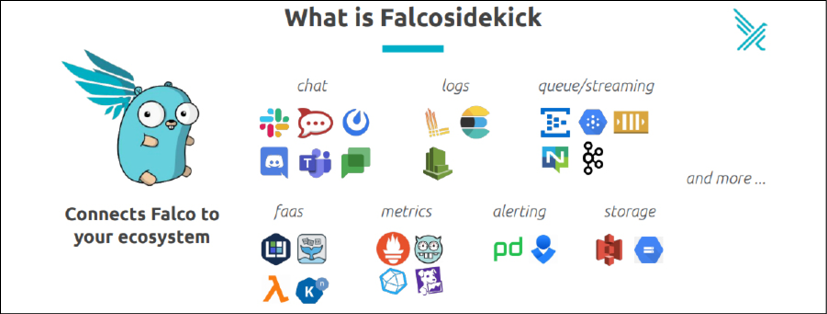 What is Falcosidekick
chat
logs
queue/streaming
and more ...
Connects Falco to
your ecosystem
faas
metrics
alerting
storage
pd
K
n